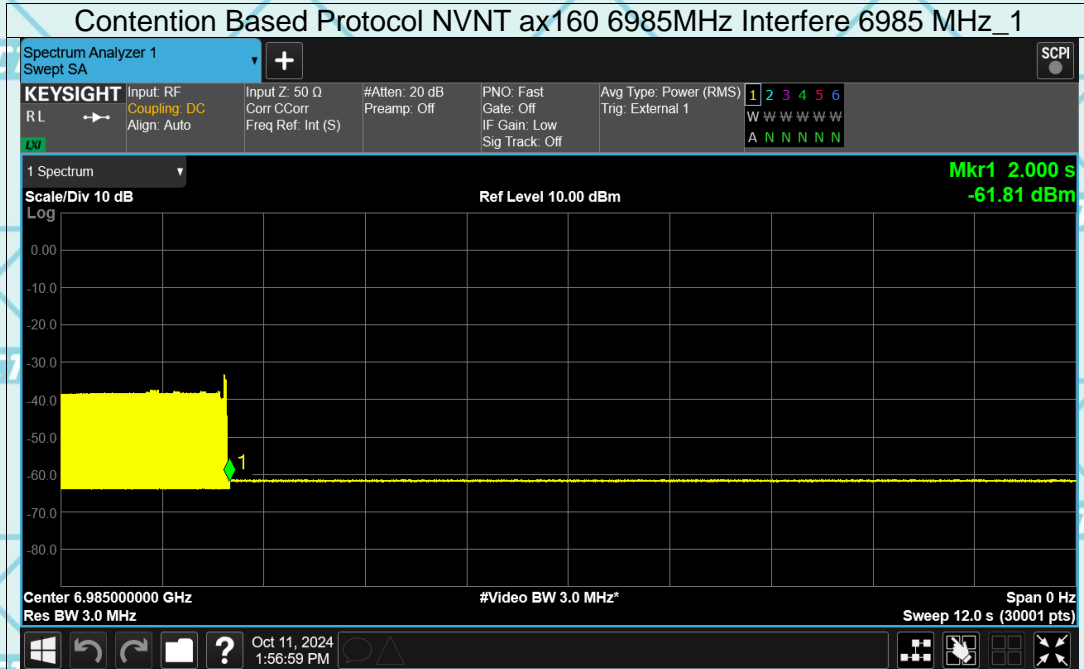 Contention Based Protocol NVNT ax160 6985MHz Interfere 6985 MHz_1
Spectrum Analyzer 1
Swept SA
+
SCPI
KEYSIGHT
RL
LXI
Input: RF
Coupling: DC
Align: Auto
Input Z: 50 Ω
Corr CCorr
Freq Ref: Int (S)
#Atten: 20 dB
Preamp: Off
PNO: Fast
Gate: Off
IF Gain: Low
Sig Track: Off
Avg Type: Power (RMS)
Trig: External 1
1 2 3 4 5 6
W W W W W W
A N N N N N
1 Spectrum
Mkr1 2.000 s
-61.81 dBm
Scale/Div 10 dB
Ref Level 10.00 dBm
Log
0.00
-10.0
-20.0
-30.0
-40.0
-50.0
1
-60.0
-70.0
-80.0
Center 6.985000000 GHz
#Video BW 3.0 MHz*
Span 0 Hz
Res BW 3.0 MHz
Sweep 12.0 s (30001 pts)
?
Oct 11, 2024
1:56:59 PM